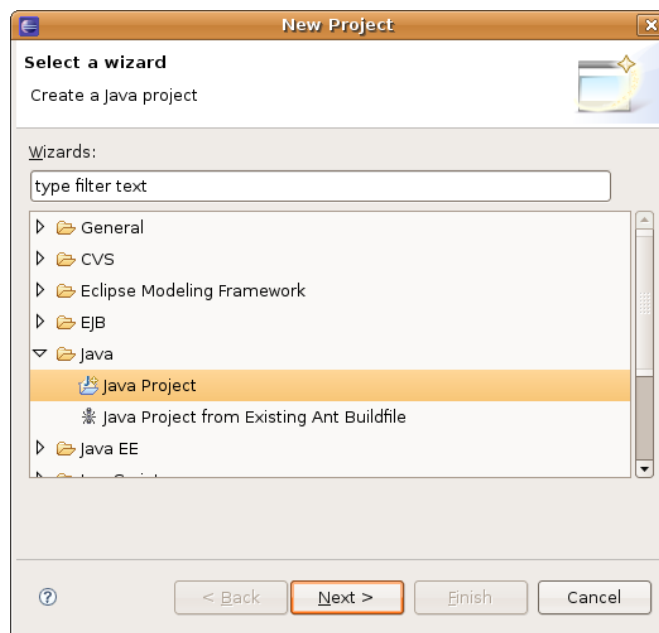 New Project
Select a wizard
Create a Java project
Wizards:
type filter text
General
CVS
Eclipse Modeling Framework
EJB
Java
Java Project
Java Project from Existing Ant Buildfile
Java EE
< Back Next > Finish Cancel